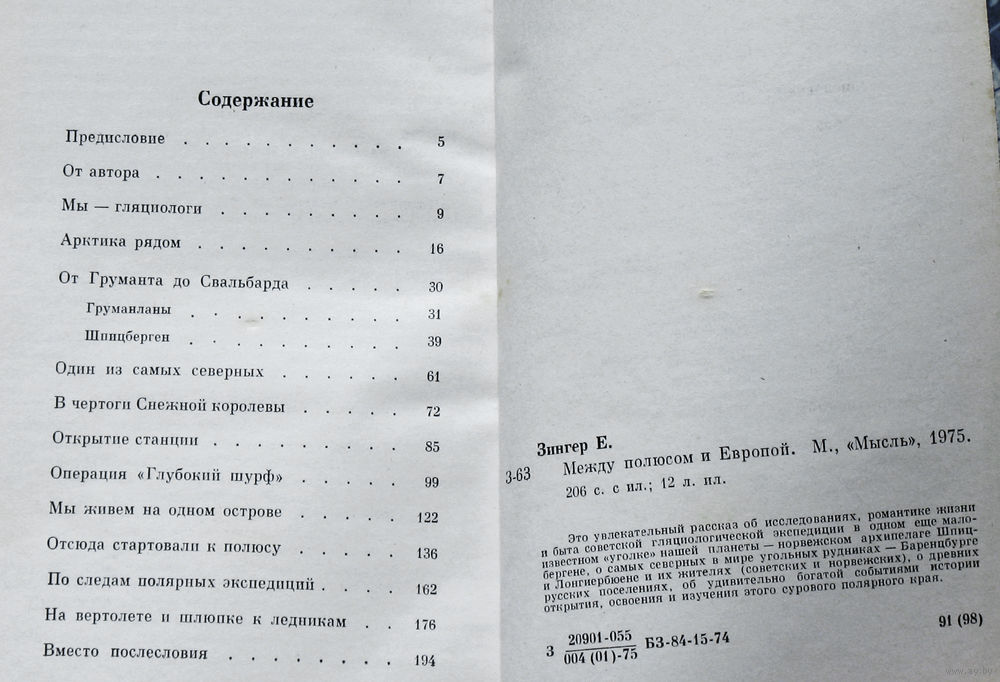 Содержание
Предисловие . . . . . . . . . . . 5
От автора . . . . . . . . . . . . 7
Мы — гляциологи . . . . . . . . . 9
Арктика рядом . . . . . . . . . . 16
От Груманта до Свальбарда . . . . . 30
Груманланы . . . . . . . . . . 31
Шпицберген . . . . . . . . . . 39
Один из самых северных . . . . . . 61
В чертоги Снежной королевы . . . . . 72
Открытие станции . . . . . . . . . 85
Операция «Глубокий шурф» . . . . . 99
Мы живем на одном острове . . . . . 122
Отсюда стартовали к полюсу . . . . . 136
По следам полярных экспедиций . . . . 162
На вертолете и шлюпке к ледникам . . 176
Вместо послесловия . . . . . . . . 194
Зингер Е.
З-63 Между полюсом и Европой. М., «Мысль», 1975.
206 с. с ил.; 12 л. ил.
Это увлекательный рассказ об исследованиях, романтике жизни
и быта советской гляциологической экспедиции в одном еще мало-
известном «уголке» нашей планеты — норвежском архипелаге Шпиц-
бергене, о самых северных в мире угольных рудниках — Баренцбурге
и Лонгиербюене и их жителях (советских и норвежских), о древних
русских поселениях, об удивительно богатой событиями истории
открытия, освоения и изучения этого сурового полярного края.
З 20901-055
004 (01)-75 БЗ-84-15-74
91 (98)
www.ay.by